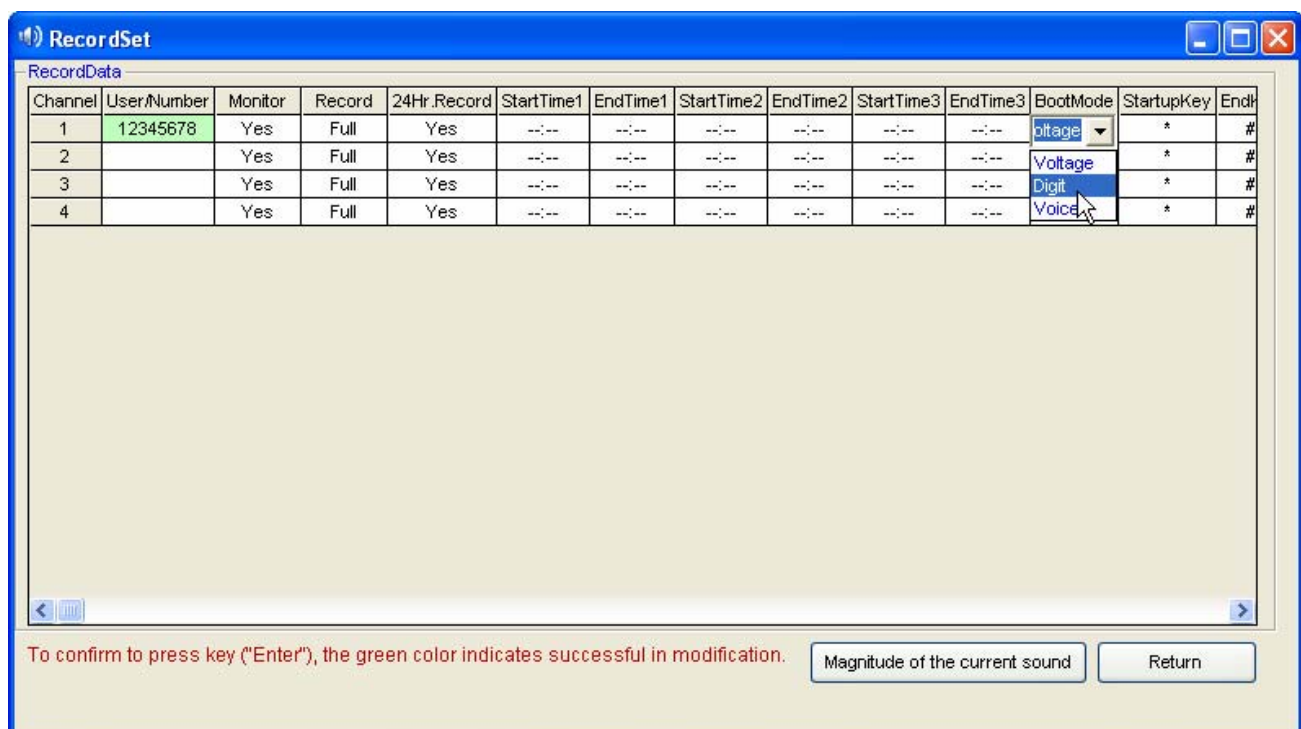 RecordSet
RecordData
Channel User/Number Monitor Record 24Hr.Record StartTime1 EndTime1 StartTime2 EndTime2 StartTime3 EndTime3 BootMode StartupKey
1 12345678 Yes Full Yes --:-- --:-- --:-- --:-- --:-- --:-- oltage * #
2 Yes Full Yes --:-- --:-- --:-- --:-- --:-- --:-- Voltage * #
3 Yes Full Yes --:-- --:-- --:-- --:-- --:-- --:-- Digit * #
4 Yes Full Yes --:-- --:-- --:-- --:-- --:-- --:-- Voice * #
To confirm to press key ("Enter"), the green color indicates successful in modification. Magnitude of the current sound Return